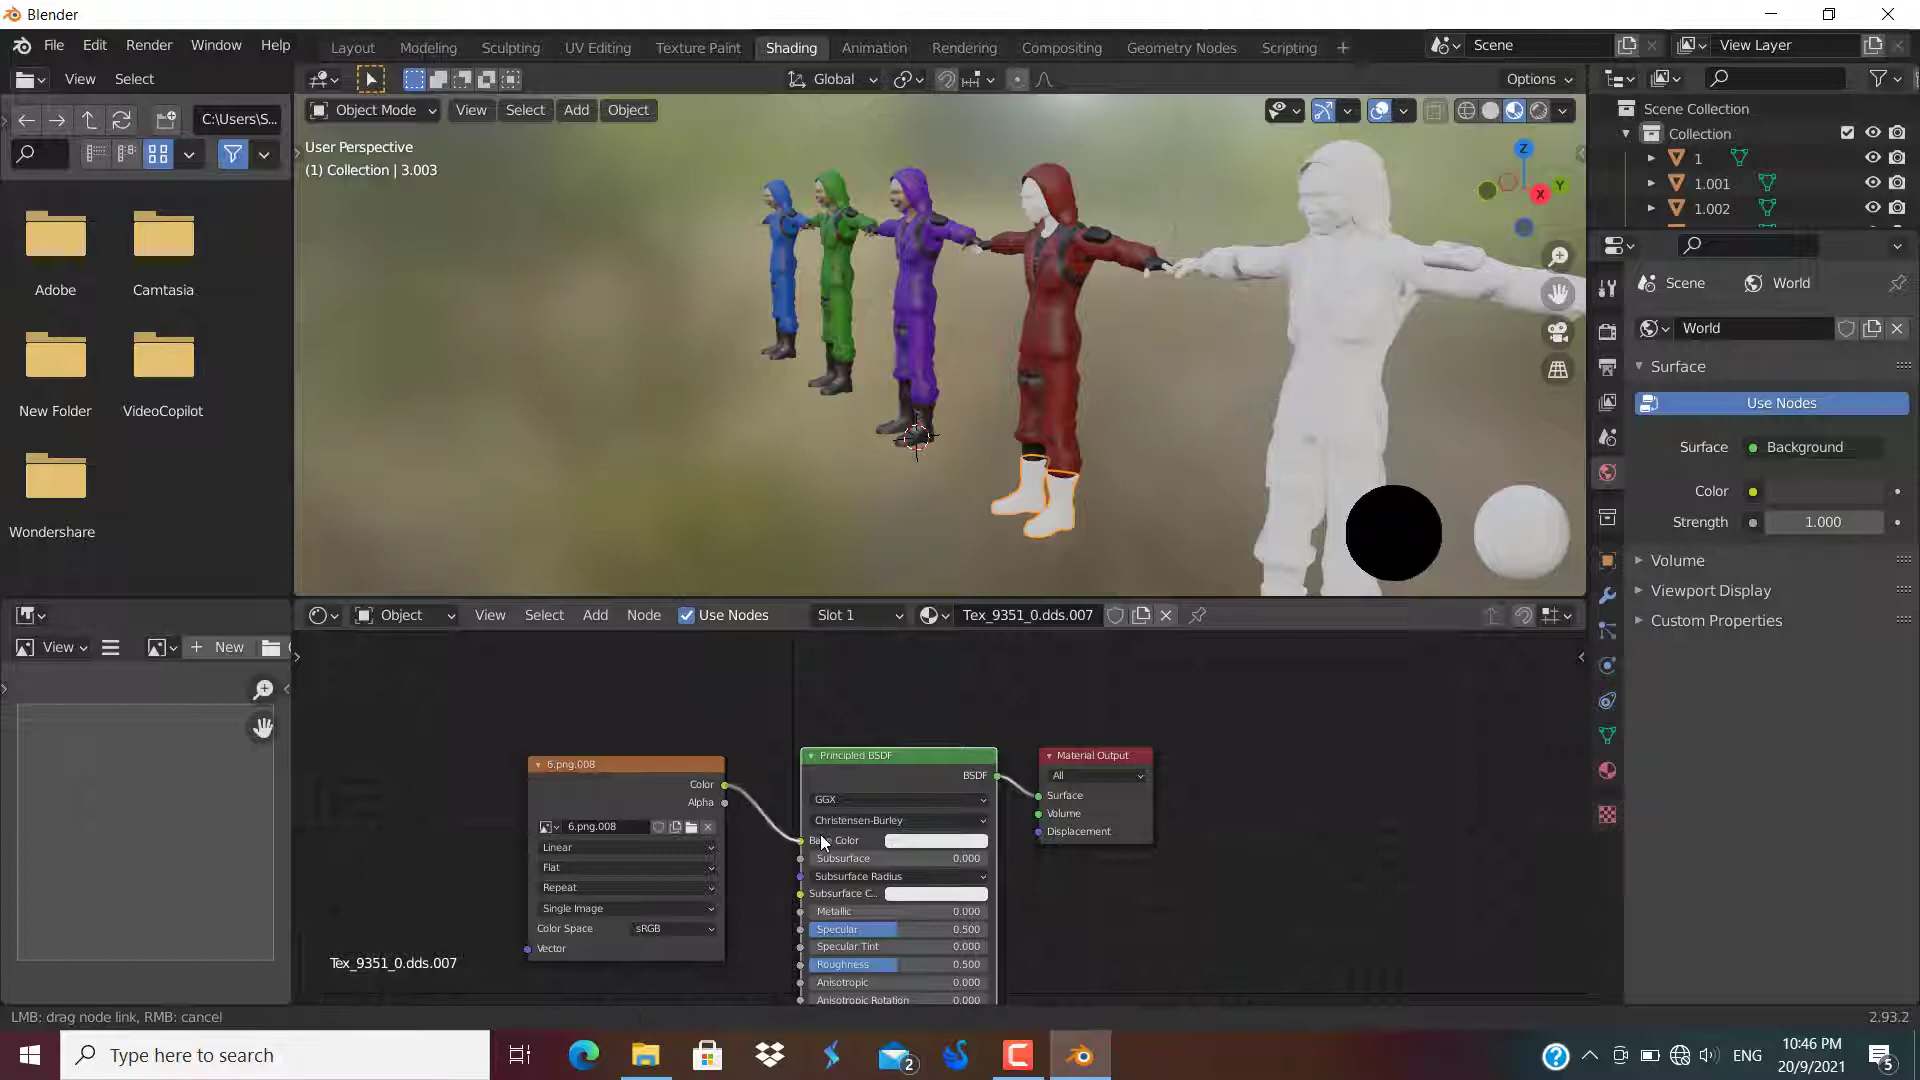 Blender
File Edit Render Window Help
Layout Modeling Sculpting UV Editing Texture Paint Shading Animation Rendering Compositing Geometry Nodes Scripting +
Scene
View Layer
View Select
Global
Options
C:\Users\S...
Object Mode View Select Add Object
User Perspective
(1) Collection | 3.003
Z
Y
X
Adobe
Camtasia
New Folder
VideoCopilot
Wondershare
Scene Collection
Collection
1
1.001
1.002
Scene World
World
Surface
Use Nodes
Surface Background
Color
Strength 1.000
Volume
Viewport Display
Custom Properties
View
New
Object View Select Add Node Use Nodes Slot 1 Tex_9351_0.dds.007
6.png.008
Color
Alpha
6.png.008
Linear
Flat
Repeat
Single Image
Color Space sRGB
Vector
Principled BSDF
BSDF
GGX
Christensen-Burley
Color
Subsurface 0.000
Subsurface Radius
Subsurface C..
Metallic 0.000
Specular 0.500
Specular Tint 0.000
Roughness 0.500
Anisotropic 0.000
Anisotropic Rotation 0.000
Material Output
All
Surface
Volume
Displacement
Tex_9351_0.dds.007
LMB: drag node link, RMB: cancel
2.93.2
Type here to search
2
ENG
10:46 PM
20/9/2021
5